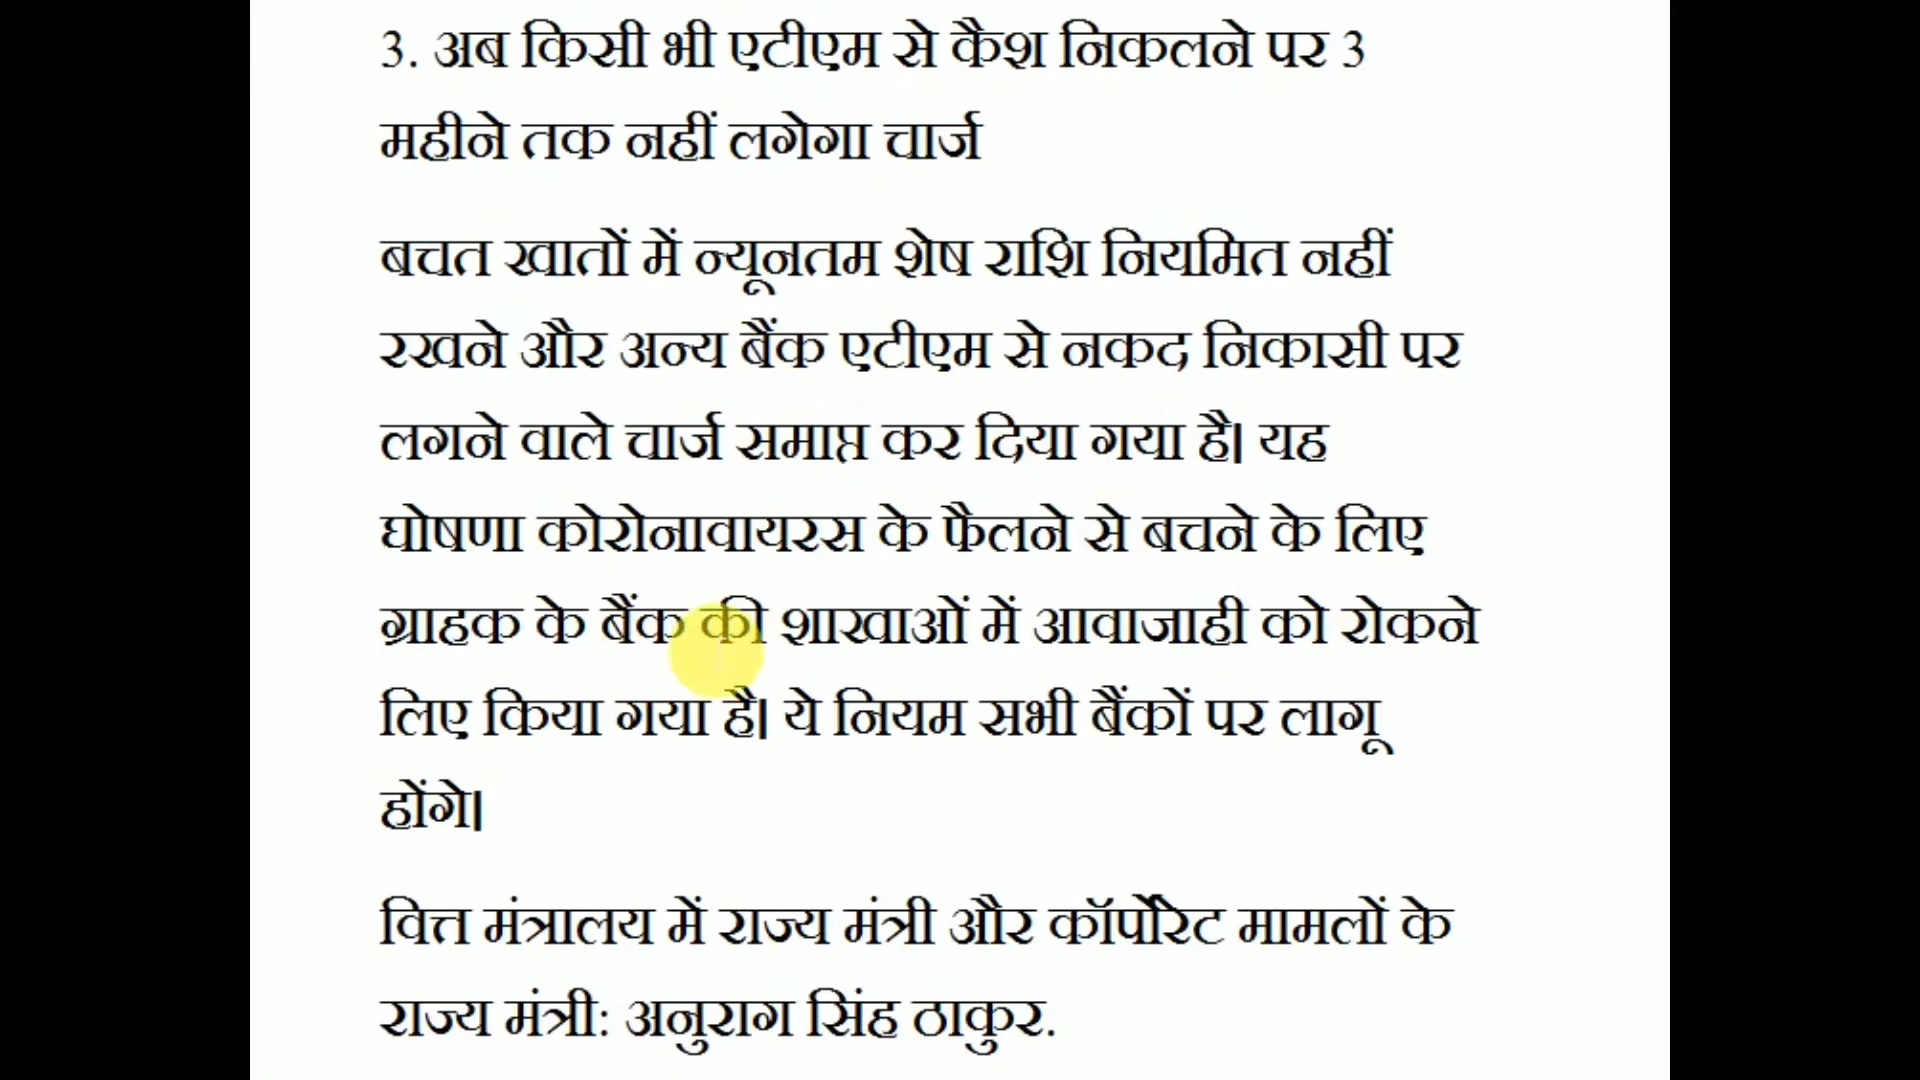 3. अब किसी भी एटीएम से कैश निकलने पर 3
महीने तक नहीं लगेगा चार्ज
बचत खातों में न्यूनतम शेष राशि नियमित नहीं
रखने और अन्य बैंक एटीएम से नकद निकासी पर
लगने वाले चार्ज समाप्त कर दिया गया है| यह
घोषणा कोरोनावायरस के फैलने से बचने के लिए
ग्राहक के बैंक की शाखाओं में आवाजाही को रोकने
लिए किया गया है| ये नियम सभी बैंकों पर लागू
होंगे|
वित्त मंत्रालय में राज्य मंत्री और कॉर्पोरेट मामलों के
राज्य मंत्री: अनुराग सिंह ठाकुर.